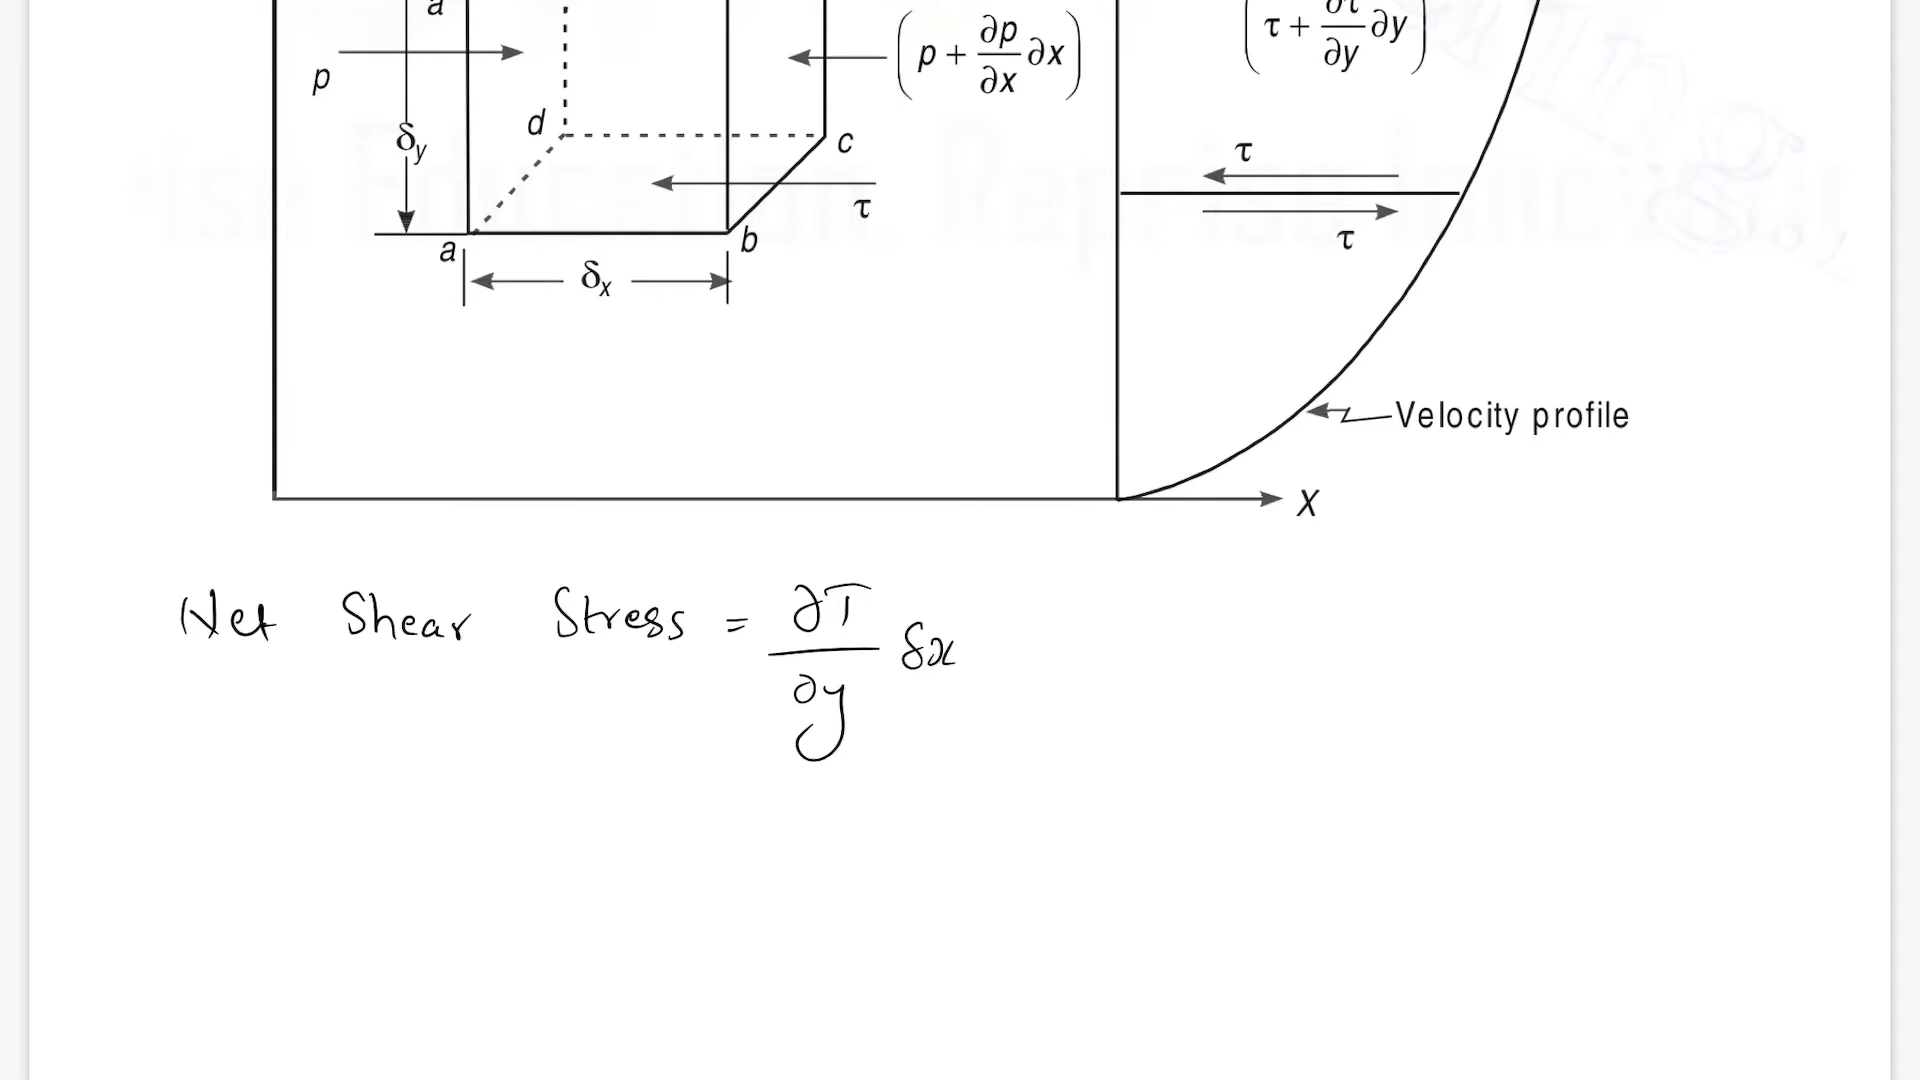 a
p
δy
d
c
τ
a
b
δx
(p + ∂p/∂x ∂x)
(τ + ∂τ/∂y ∂y)
τ
τ
Velocity profile
X
Net Shear Stress = ∂T/∂y δx